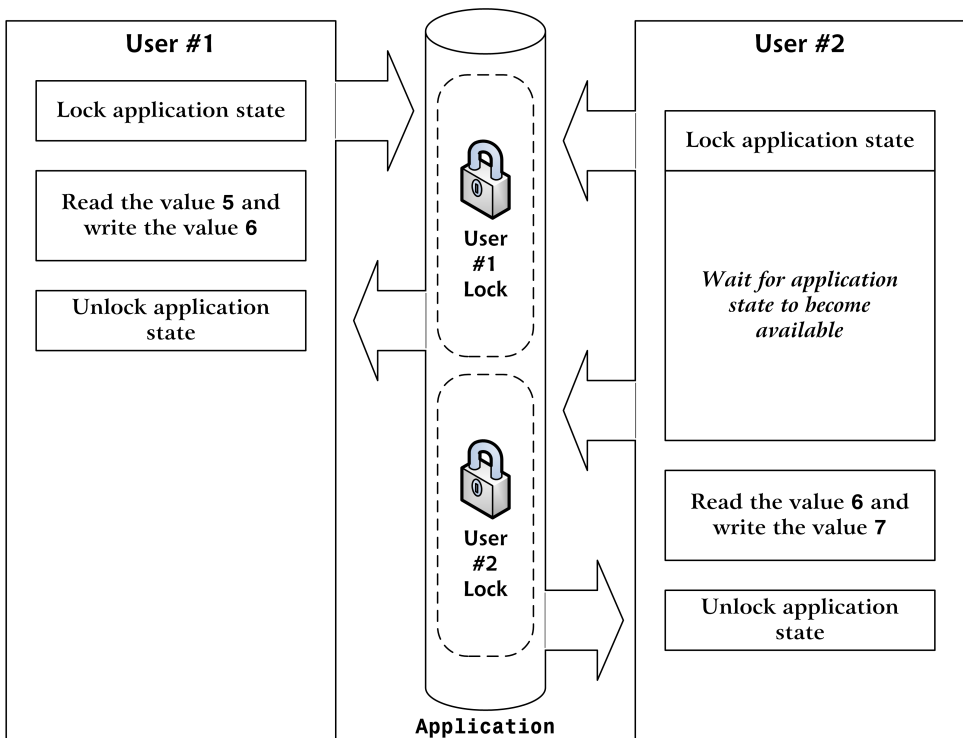 User #1
Lock application state
Read the value 5 and
write the value 6
Unlock application
state
User
#1
Lock
User
#2
Lock
Application
User #2
Lock application state
Wait for application
state to become
available
Read the value 6 and
write the value 7
Unlock application
state